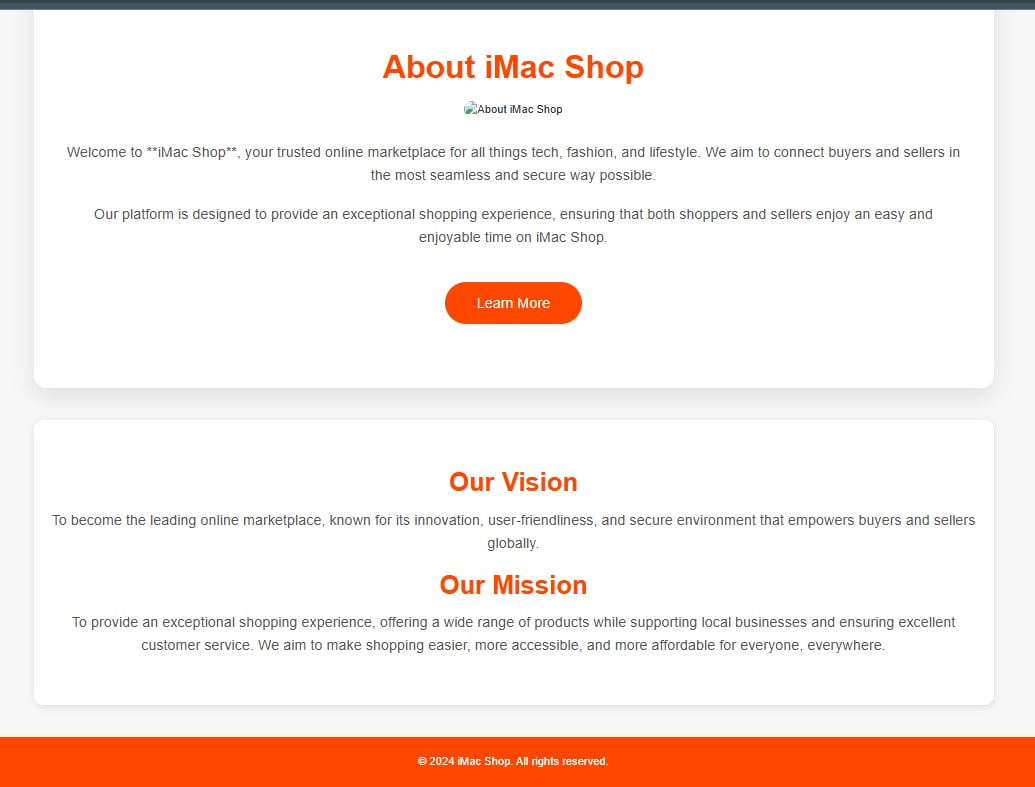 About iMac Shop
About iMac Shop
Welcome to **iMac Shop**, your trusted online marketplace for all things tech, fashion, and lifestyle. We aim to connect buyers and sellers in
the most seamless and secure way possible.
Our platform is designed to provide an exceptional shopping experience, ensuring that both shoppers and sellers enjoy an easy and
enjoyable time on iMac Shop.
Learn More
Our Vision
To become the leading online marketplace, known for its innovation, user-friendliness, and secure environment that empowers buyers and sellers
globally.
Our Mission
To provide an exceptional shopping experience, offering a wide range of products while supporting local businesses and ensuring excellent
customer service. We aim to make shopping easier, more accessible, and more affordable for everyone, everywhere.
© 2024 iMac Shop. All rights reserved.